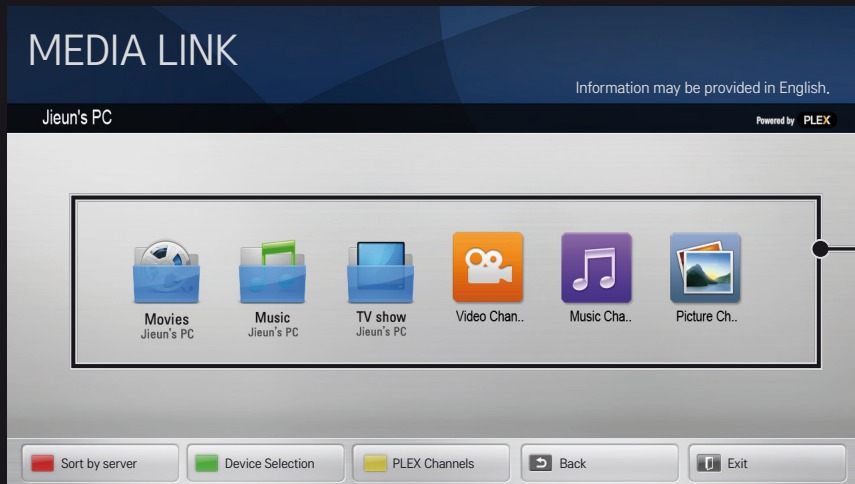 MEDIA LINK
Information may be provided in English.
Jieun's PC
Powered by PLEX
Movies
Jieun's PC
Music
Jieun's PC
TV show
Jieun's PC
Video Chan..
Music Cha..
Picture Ch..
Sort by server
Device Selection
PLEX Channels
Back
Exit